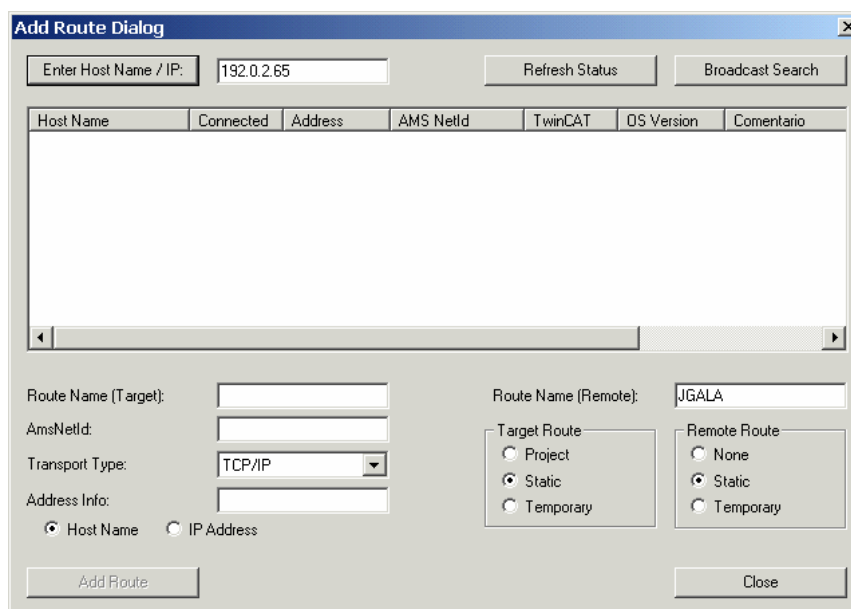 Add Route Dialog
Enter Host Name / IP: 192.0.2.65 Refresh Status Broadcast Search
Host Name Connected Address AMS NetId TwinCAT OS Version Comentario
Route Name (Target): Route Name (Remote): JGALA
AmsNetId: Target Route Remote Route
Project None
Transport Type: TCP/IP Static Static
Address Info: Temporary Temporary
Host Name IP Address
Add Route Close